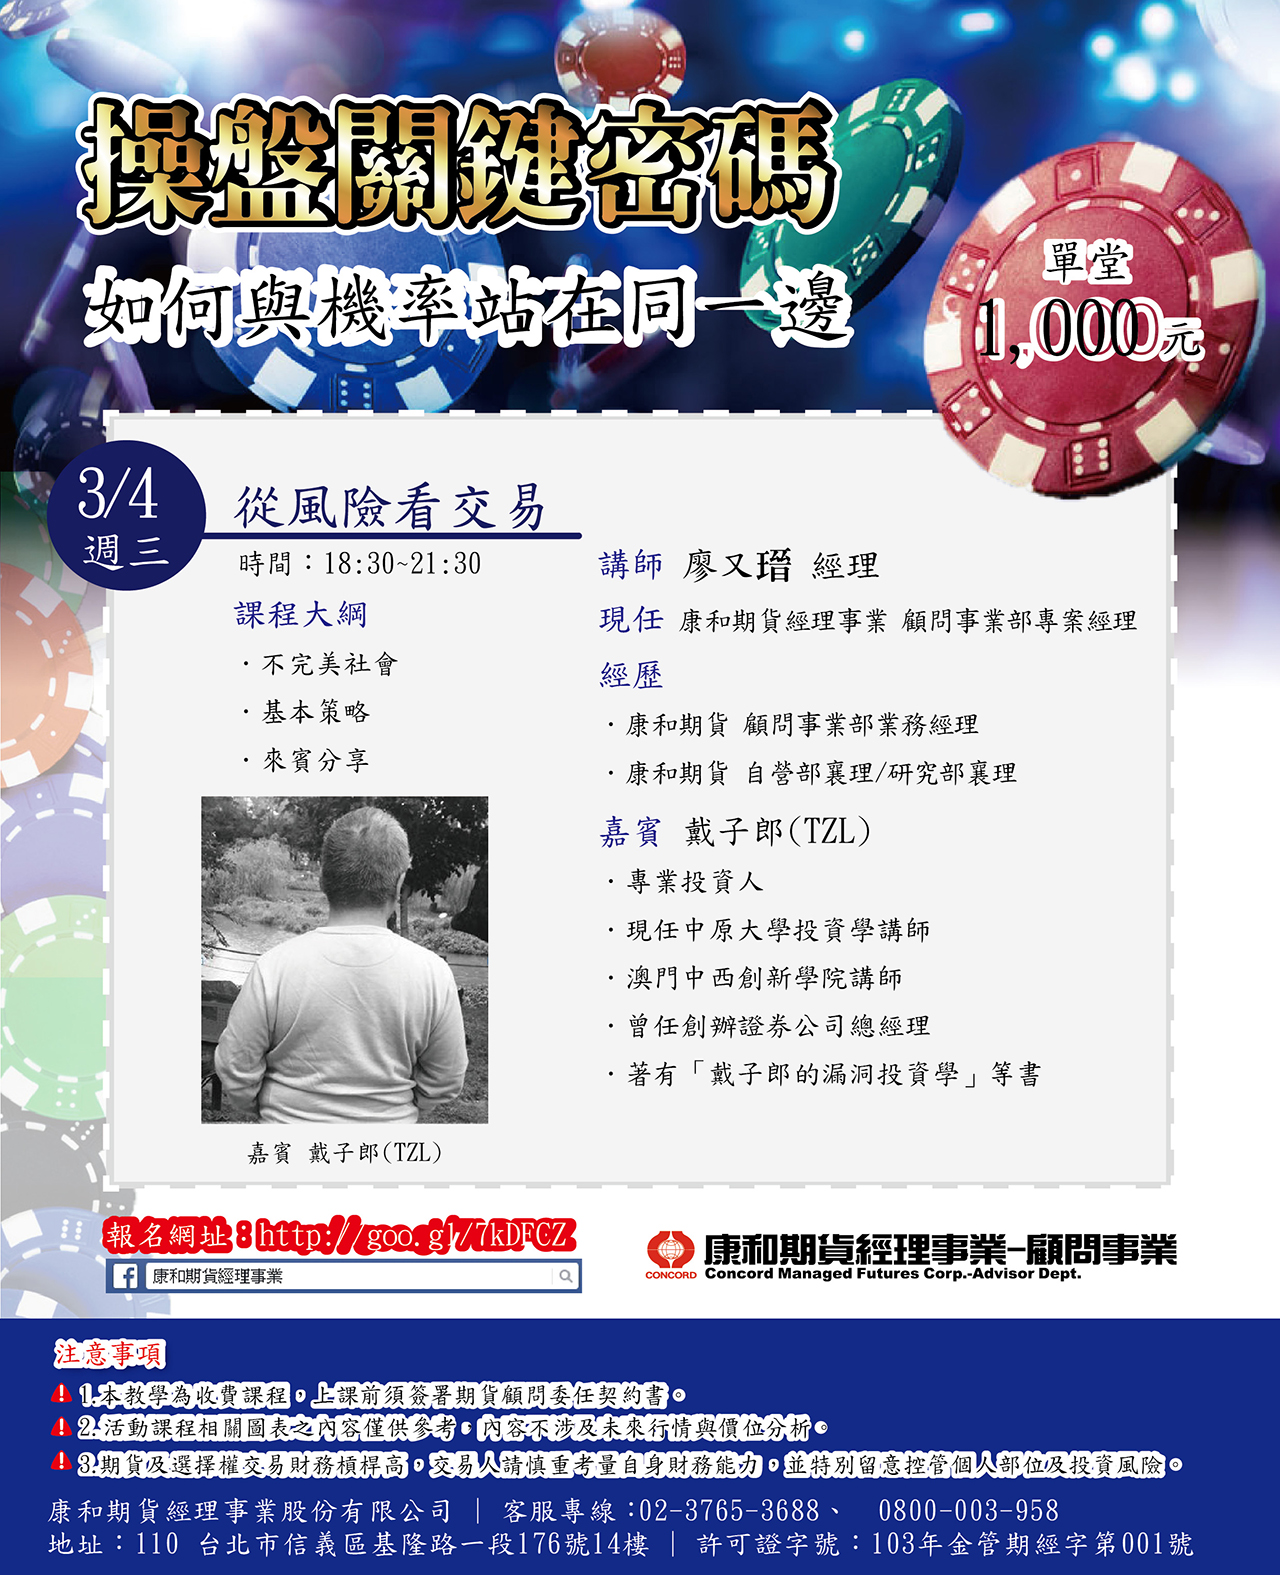 操盤關鍵密碼
如何與機率站在同一邊
單堂
1,000元
3/4
週三
從風險看交易
時間：18:30~21:30
課程大綱
·不完美社會
·基本策略
·來賓分享
講師 廖又瑨 經理
現任 康和期貨經理事業 顧問事業部專案經理
經歷
·康和期貨 顧問事業部業務經理
·康和期貨 自營部襄理/研究部襄理
嘉賓 戴子郎(TZL)
·專業投資人
·現任中原大學投資學講師
·澳門中西創新學院講師
·曾任創辦證券公司總經理
·著有「戴子郎的漏洞投資學」等書
嘉賓 戴子郎(TZL)
報名網址：http://goo.gl/7kDFCZ
f 康和期貨經理事業
CONCORD
康和期貨經理事業-顧問事業
Concord Managed Futures Corp.-Advisor Dept.
注意事項
1.本教學為收費課程，上課前須簽署期貨顧問委任契約書。
2.活動課程相關圖表之內容僅供參考，內容不涉及未來行情與價位分析。
3.期貨及選擇權交易財務槓桿高，交易人請慎重考量自身財務能力，並特別留意控管個人部位及投資風險。
康和期貨經理事業股份有限公司 | 客服專線:02-3765-3688、 0800-003-958
地址：110 台北市信義區基隆路一段176號14樓 | 許可證字號：103年金管期經字第001號